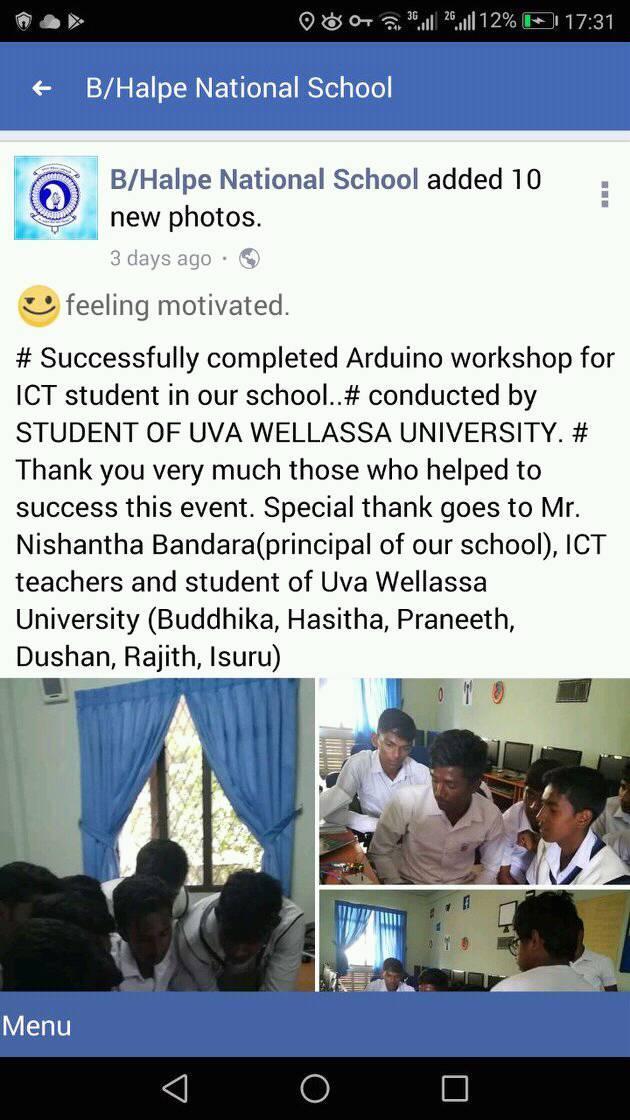 3G 2G 12% 17:31
B/Halpe National School
B/Halpe National School added 10
new photos.
3 days ago ·
feeling motivated.
# Successfully completed Arduino workshop for
ICT student in our school..# conducted by
STUDENT OF UVA WELLASSA UNIVERSITY. #
Thank you very much those who helped to
success this event. Special thank goes to Mr.
Nishantha Bandara(principal of our school), ICT
teachers and student of Uva Wellassa
University (Buddhika, Hasitha, Praneeth,
Dushan, Rajith, Isuru)
Menu